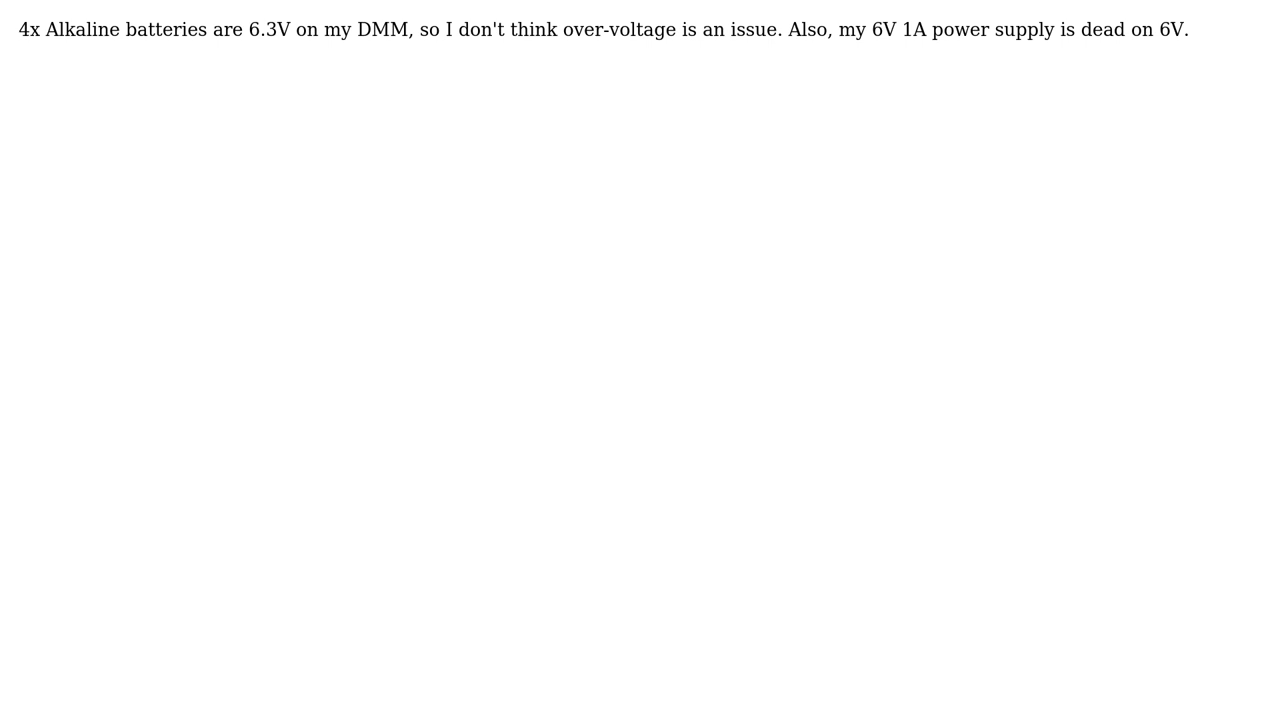 4x Alkaline batteries are 6.3V on my DMM, so I don't think over-voltage is an issue. Also, my 6V 1A power supply is dead on 6V.